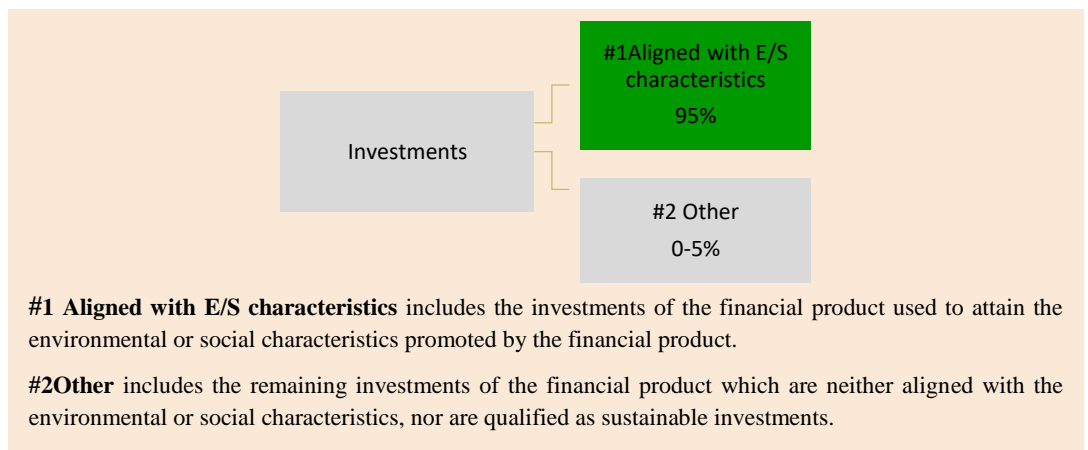 #1Aligned with E/S
characteristics
95%
Investments
#2 Other
0-5%
#1 Aligned with E/S characteristics includes the investments of the financial product used to attain the
environmental or social characteristics promoted by the financial product.
#2Other includes the remaining investments of the financial product which are neither aligned with the
environmental or social characteristics, nor are qualified as sustainable investments.